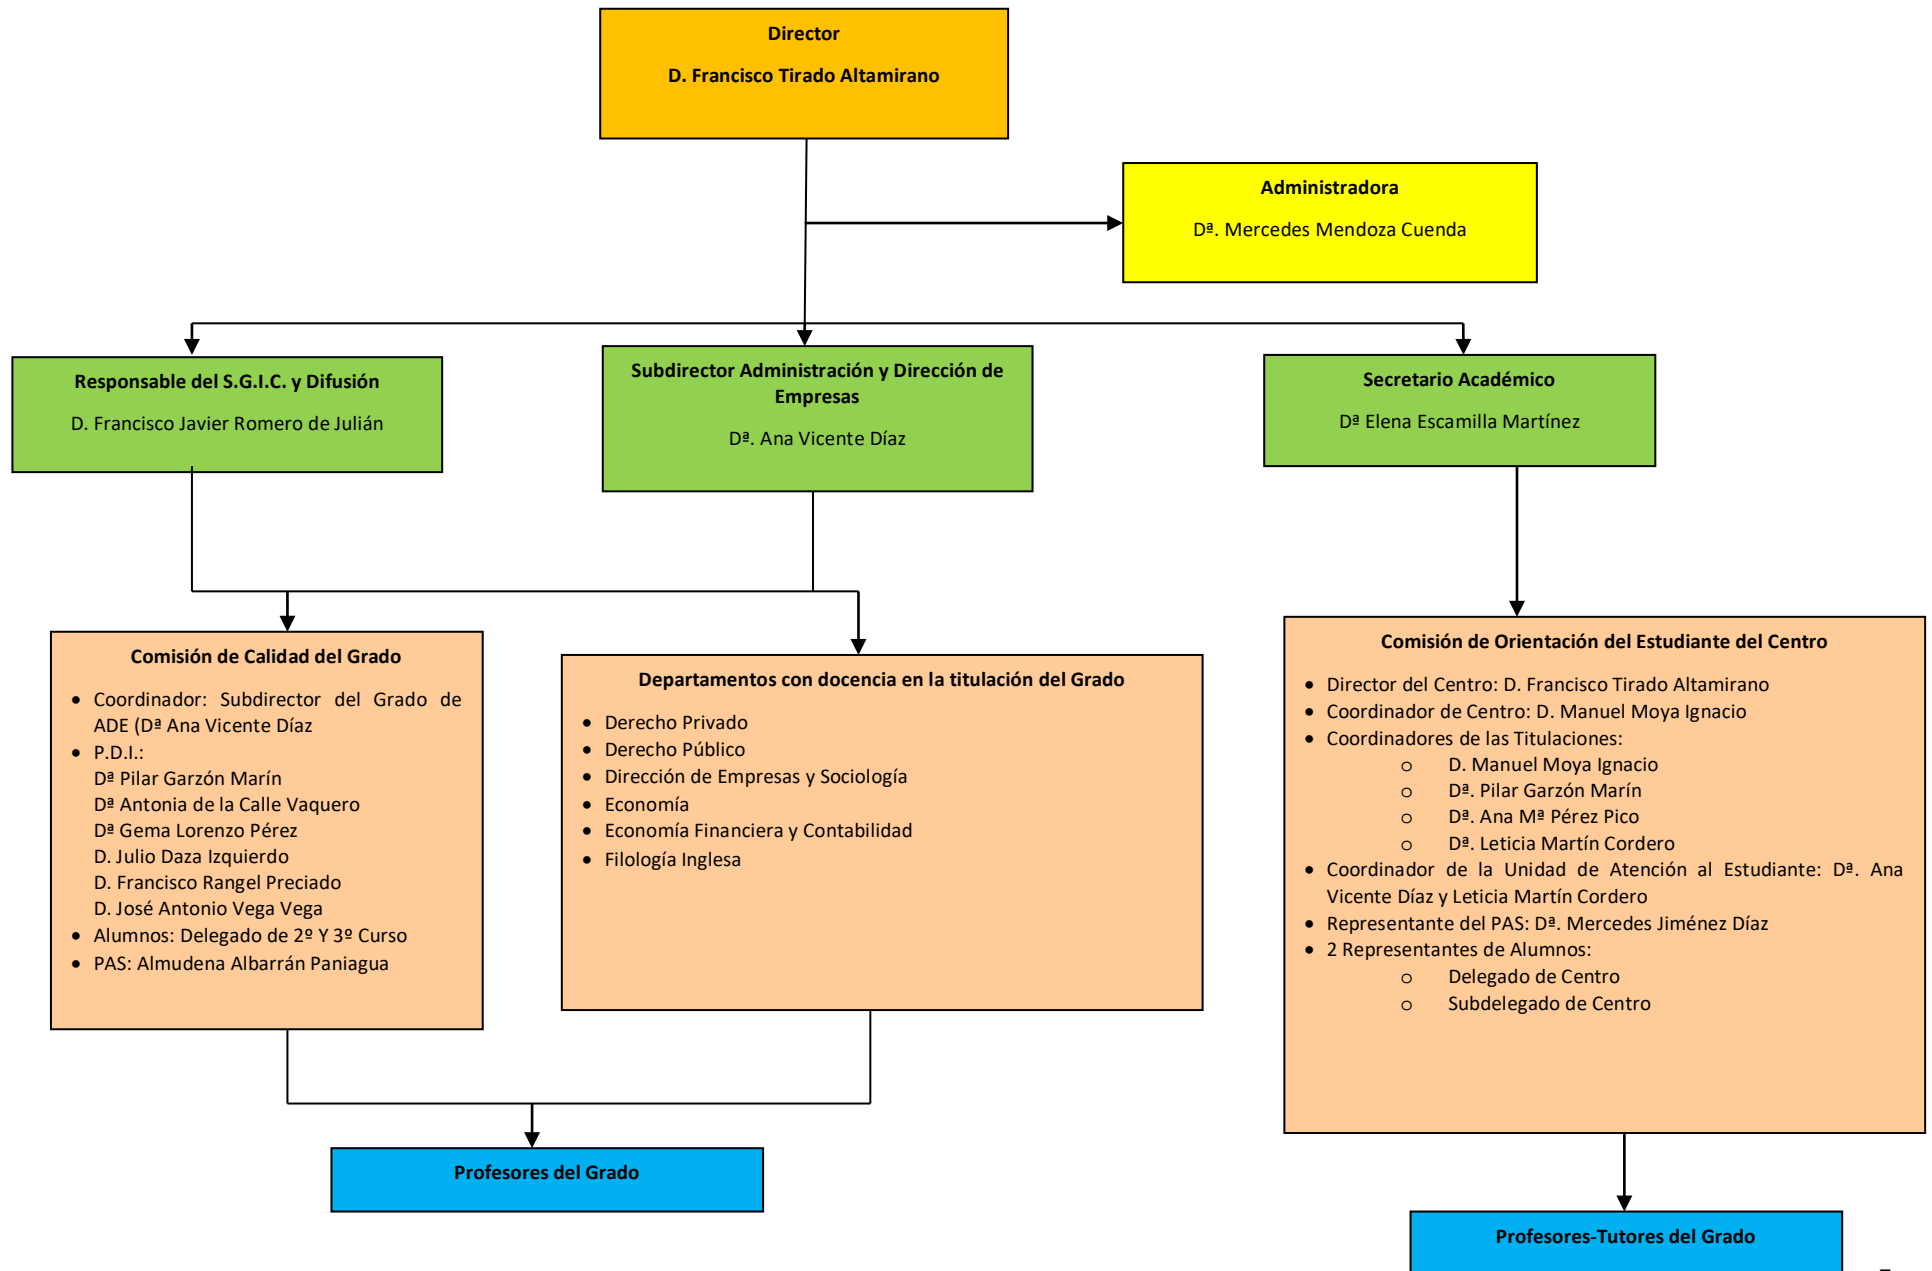 Director
D. Francisco Tirado Altamirano
Administradora
Dª. Mercedes Mendoza Cuenda
Responsable del S.G.I.C. y Difusión
D. Francisco Javier Romero de Julián
Subdirector Administración y Dirección de
Empresas
Dª. Ana Vicente Díaz
Secretario Académico
Dª Elena Escamilla Martínez
Comisión de Calidad del Grado
• Coordinador: Subdirector del Grado de
ADE (Dª Ana Vicente Díaz
• P.D.I.:
Dª Pilar Garzón Marín
Dª Antonia de la Calle Vaquero
Dª Gema Lorenzo Pérez
D. Julio Daza Izquierdo
D. Francisco Rangel Preciado
D. José Antonio Vega Vega
• Alumnos: Delegado de 2º Y 3º Curso
• PAS: Almudena Albarrán Paniagua
Departamentos con docencia en la titulación del Grado
• Derecho Privado
• Derecho Público
• Dirección de Empresas y Sociología
• Economía
• Economía Financiera y Contabilidad
• Filología Inglesa
Comisión de Orientación del Estudiante del Centro
• Director del Centro: D. Francisco Tirado Altamirano
• Coordinador de Centro: D. Manuel Moya Ignacio
• Coordinadores de las Titulaciones:
o D. Manuel Moya Ignacio
o Dª. Pilar Garzón Marín
o Dª. Ana Mª Pérez Pico
o Dª. Leticia Martín Cordero
• Coordinador de la Unidad de Atención al Estudiante: Dª. Ana
Vicente Díaz y Leticia Martín Cordero
• Representante del PAS: Dª. Mercedes Jiménez Díaz
• 2 Representantes de Alumnos:
o Delegado de Centro
o Subdelegado de Centro
Profesores del Grado
Profesores-Tutores del Grado